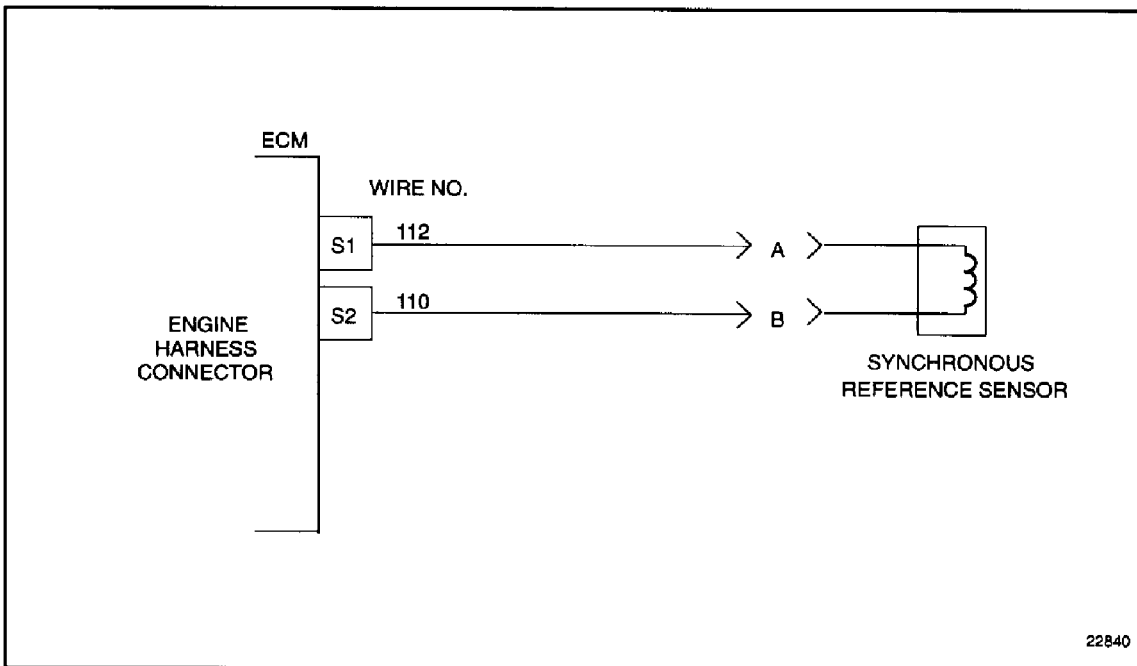 ECM
WIRE NO.
S1
112
A
S2
110
B
ENGINE
HARNESS
CONNECTOR
SYNCHRONOUS
REFERENCE SENSOR
22840